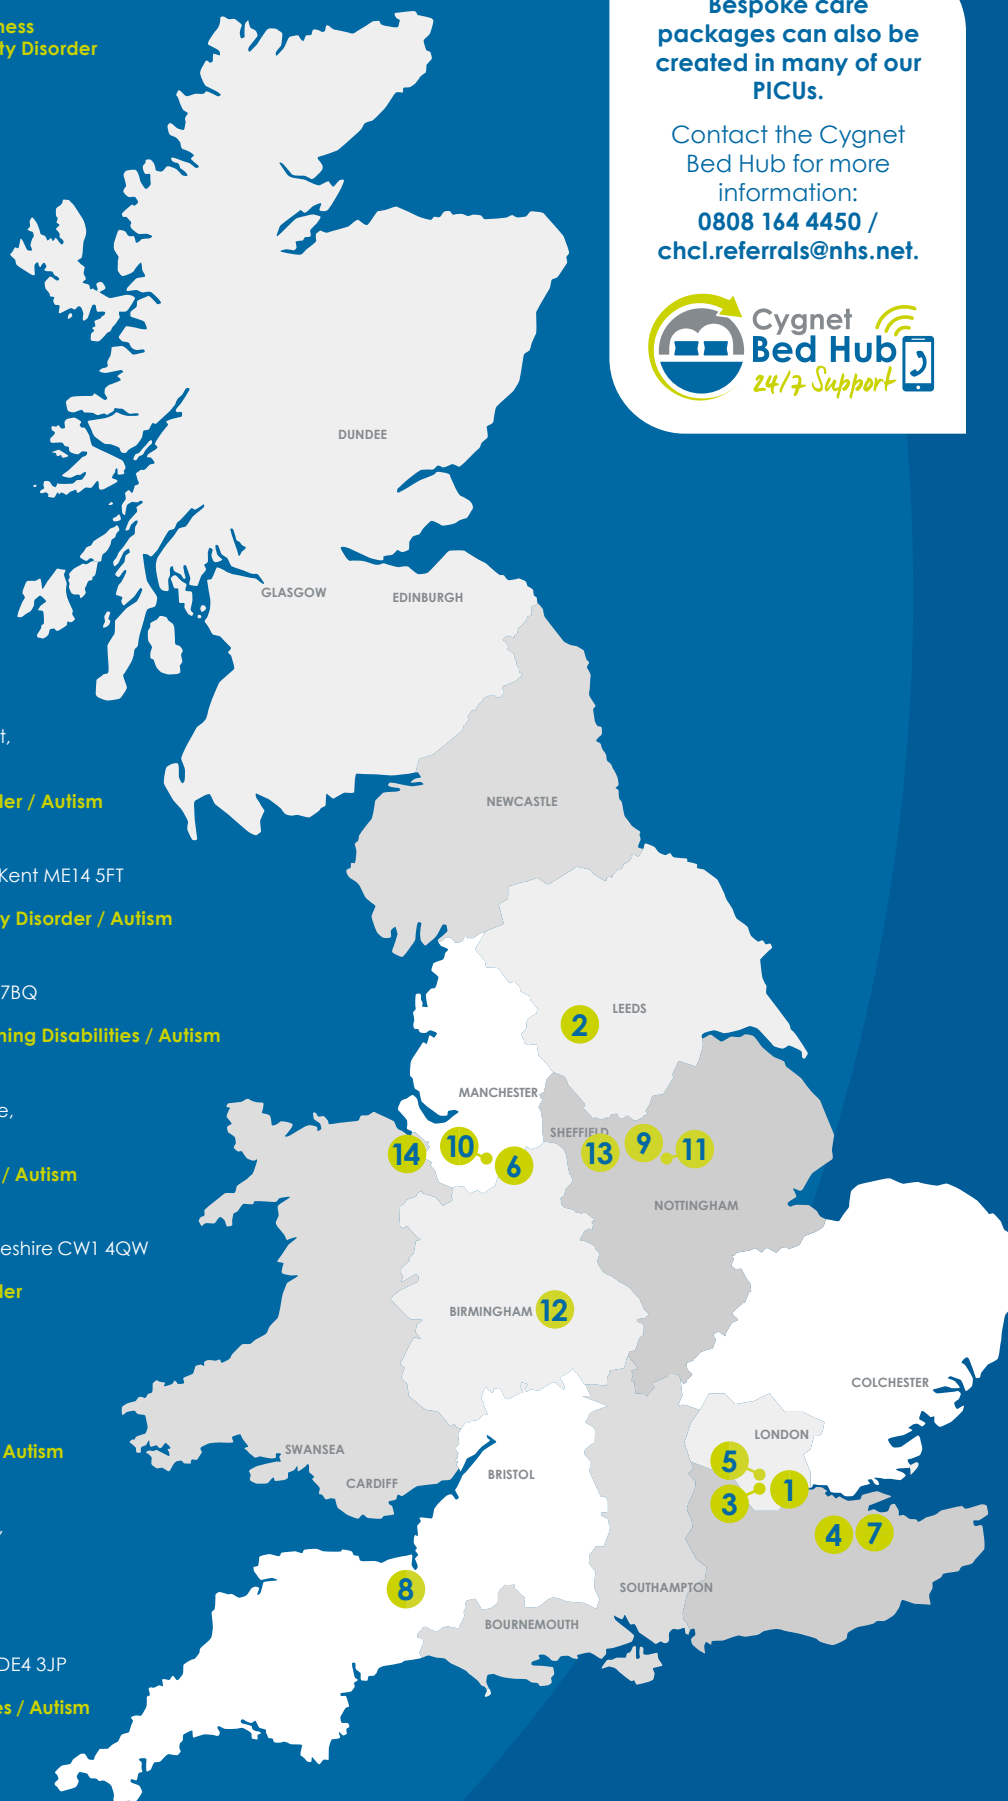 ness
ty Disorder
Bespoke care
packages can also be
created in many of our
PICUs.
Contact the Cygnet
Bed Hub for more
information:
0808 164 4450 /
chcl.referrals@nhs.net.
Cygnet
Bed Hub
24/7 Support
DUNDEE
GLASGOW
EDINBURGH
t,
der / Autism
NEWCASTLE
Kent ME14 5FT
y Disorder / Autism
7BQ
LEEDS
2
ning Disabilities / Autism
MANCHESTER
e,
SHEFFIELD
14
10
6
13
9
11
/ Autism
NOTTINGHAM
eshire CW1 4QW
der
BIRMINGHAM
12
COLCHESTER
LONDON
Autism
SWANSEA
CARDIFF
BRISTOL
5
3
1
,
4
7
SOUTHAMPTON
8
BOURNEMOUTH
DE4 3JP
es / Autism